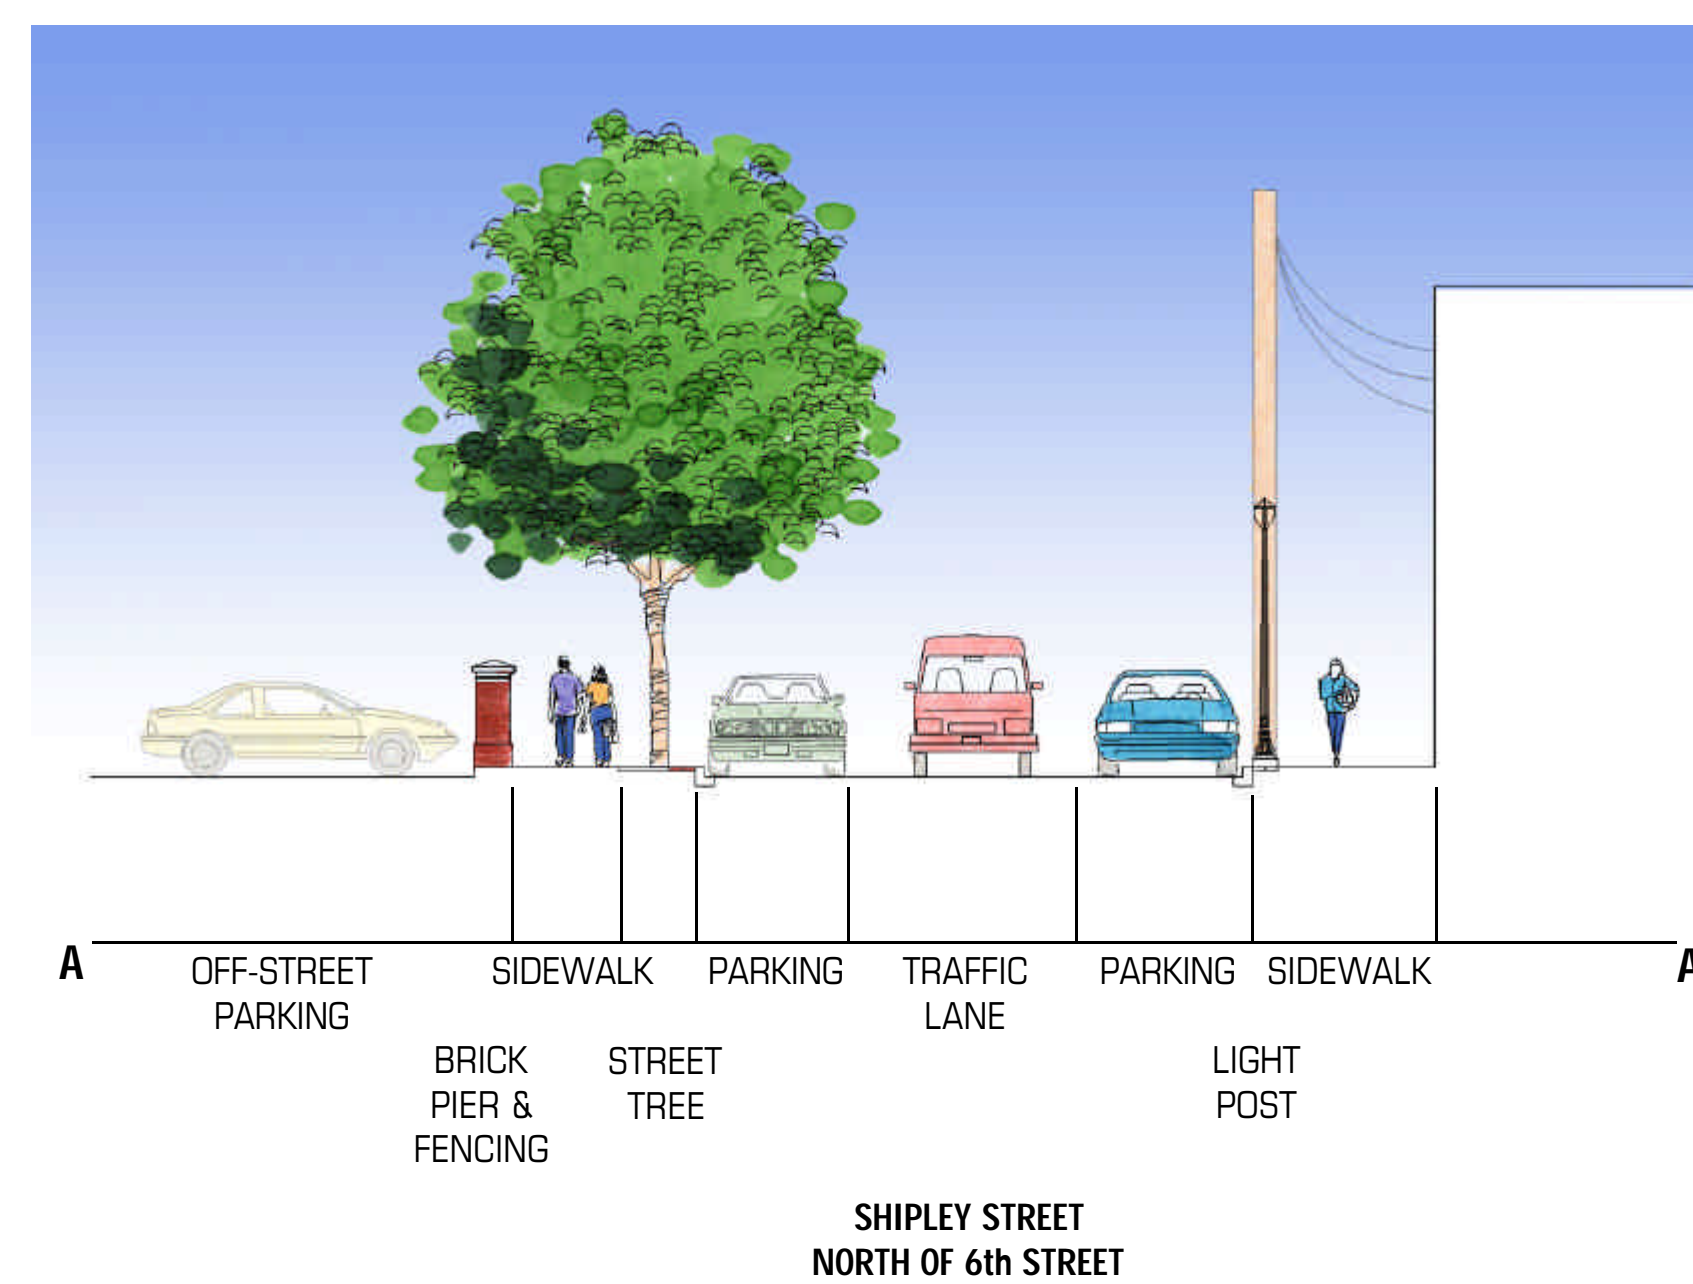 A
A
OFF-STREET
PARKING
SIDEWALK
PARKING
TRAFFIC
LANE
PARKING
SIDEWALK
BRICK
PIER &
FENCING
STREET
TREE
LIGHT
POST
SHIPLEY STREET
NORTH OF 6th STREET